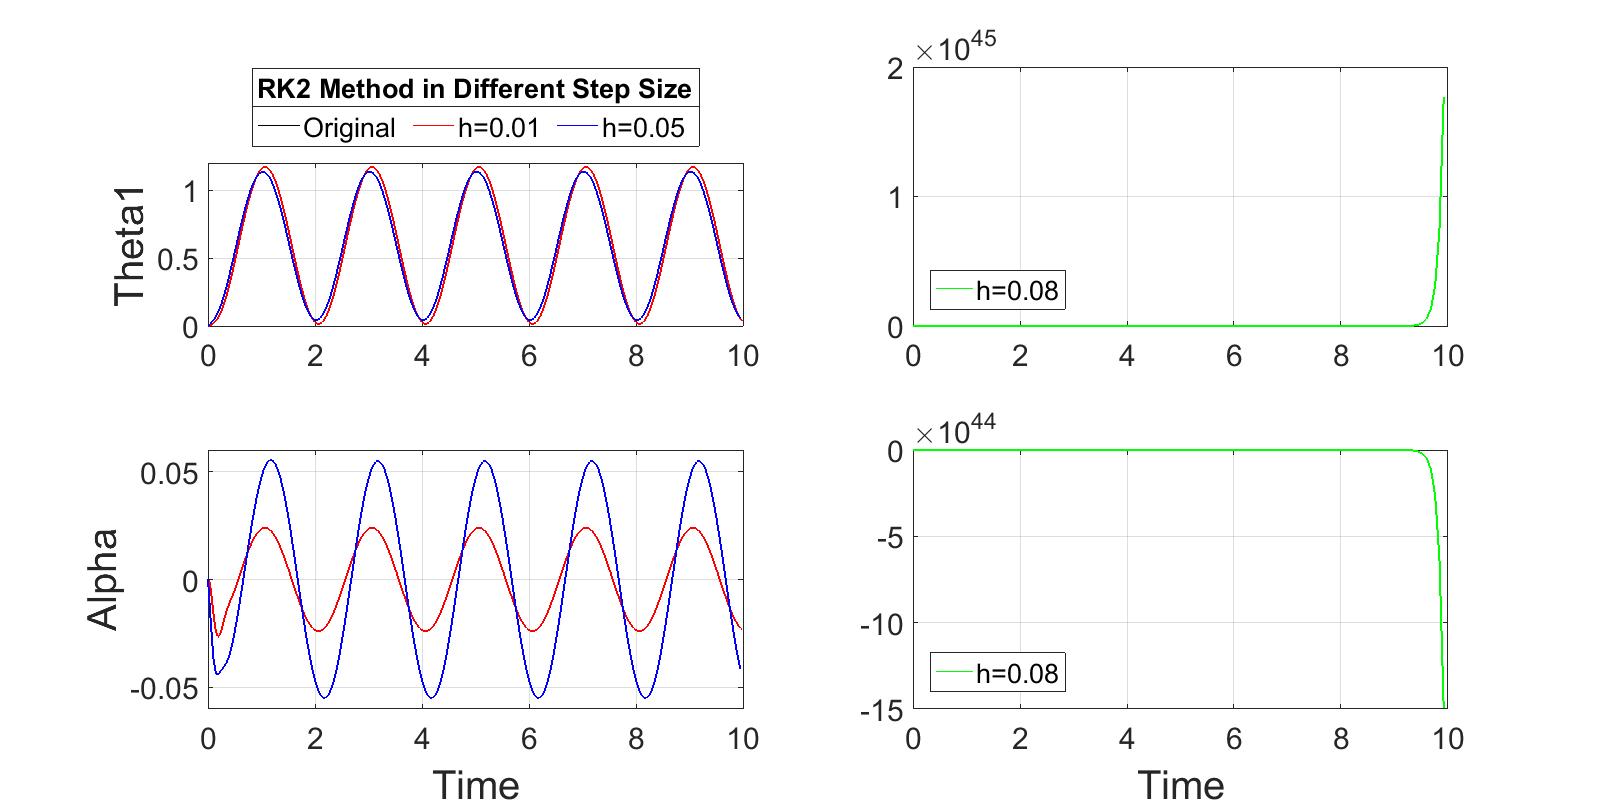 RK2 Method in Different Step Size
Original h=0.01 h=0.05
Theta1
1
0.5
0
0 2 4 6 8 10
×10^45
2
1
0
h=0.08
0 2 4 6 8 10
Alpha
0.05
0
-0.05
0 2 4 6 8 10
Time
×10^44
0
-5
-10
-15
h=0.08
0 2 4 6 8 10
Time